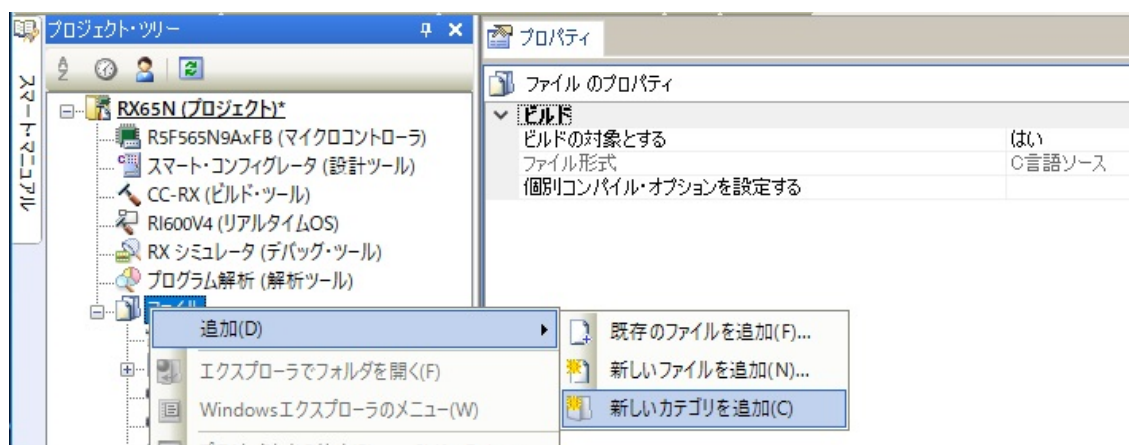 プロジェクト・ツリー
プロパティ
スマート・マニュアル
ファイル のプロパティ
RX65N (プロジェクト)*
R5F565N9AxFB (マイクロコントローラ)
スマート・コンフィグレータ (設計ツール)
CC-RX (ビルド・ツール)
RI600V4 (リアルタイムOS)
RX シミュレータ (デバッグ・ツール)
プログラム解析 (解析ツール)
ビルド
ビルドの対象とする はい
ファイル形式 C言語ソース
個別コンパイル・オプションを設定する
追加(D)
エクスプローラでフォルダを開く(F)
Windowsエクスプローラのメニュー(W)
既存のファイルを追加(F)...
新しいファイルを追加(N)...
新しいカテゴリを追加(C)